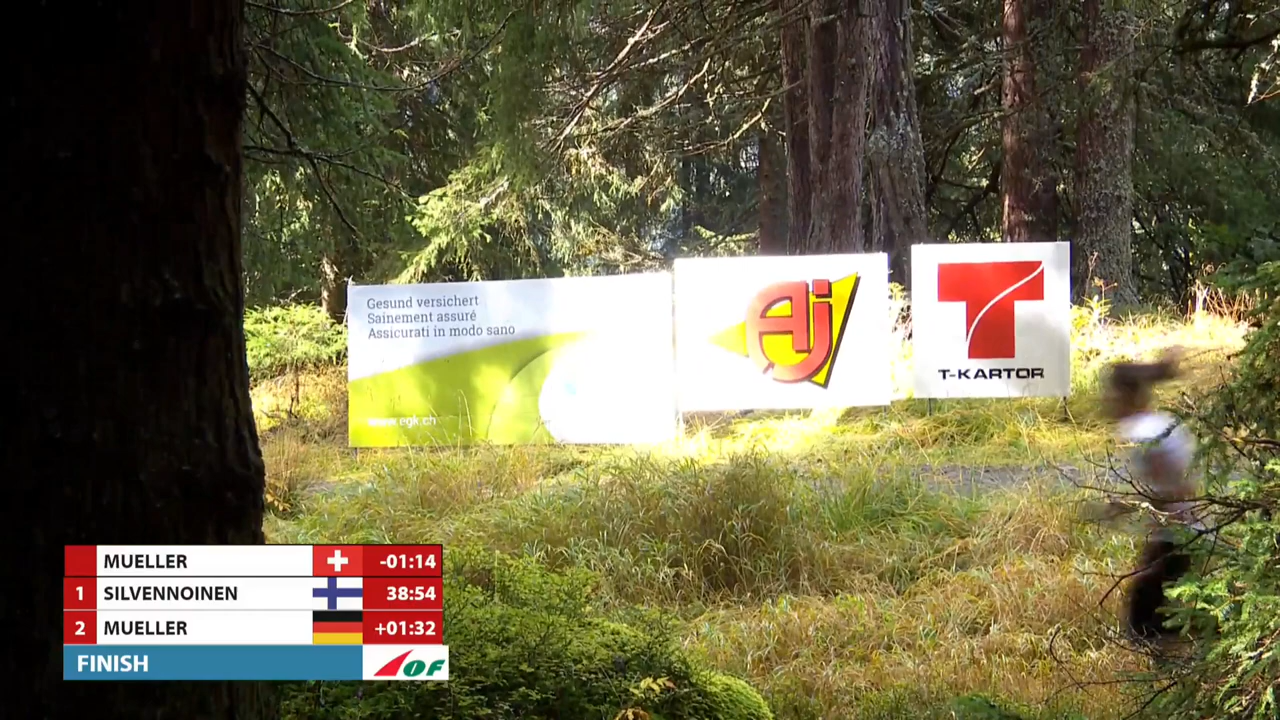 Gesund versichert
Sainement assuré
Assicurati in modo sano
www.egk.ch
Aj
T
T-KARTOR
MUELLER -01:14
1 SILVENNOINEN 38:54
2 MUELLER +01:32
FINISH IOF